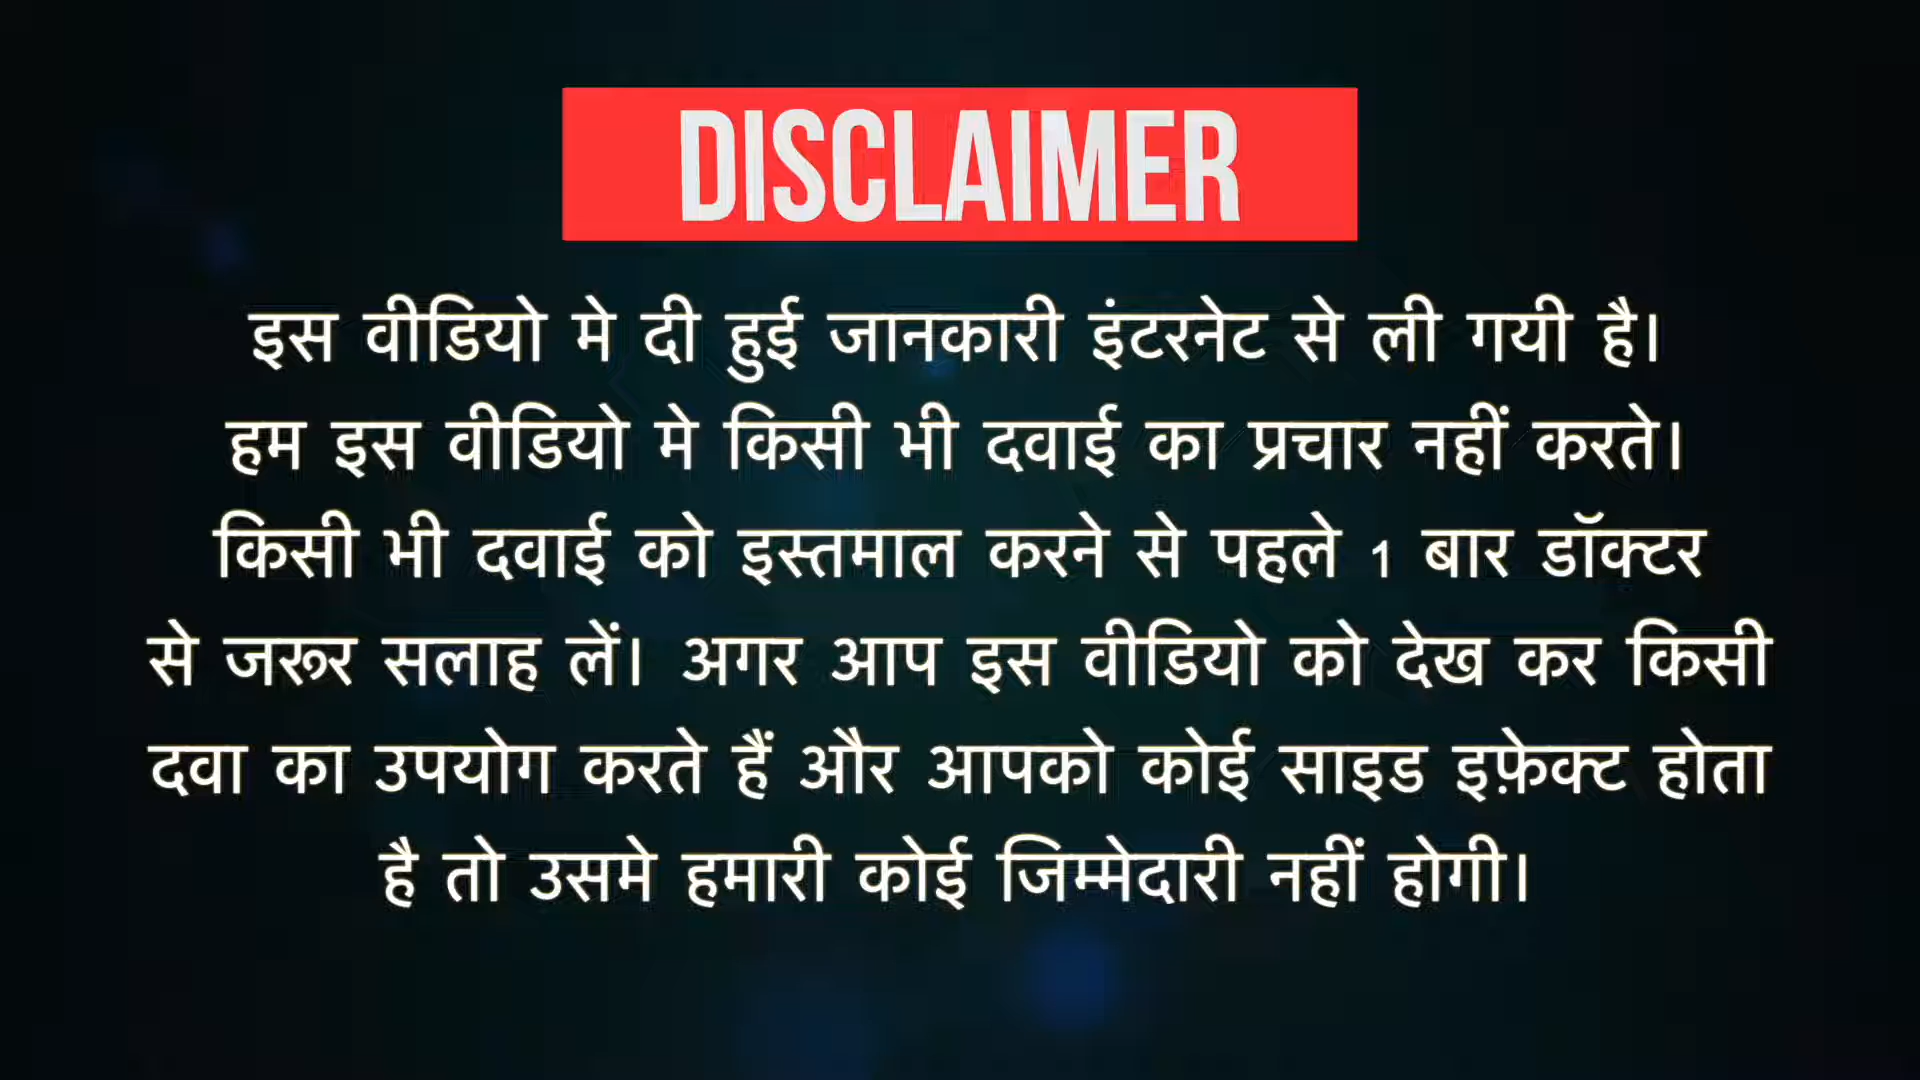 DISCLAIMER
इस वीडियो मे दी हुई जानकारी इंटरनेट से ली गयी है।
हम इस वीडियो मे किसी भी दवाई का प्रचार नहीं करते।
किसी भी दवाई को इस्तमाल करने से पहले 1 बार डॉक्टर
से जरूर सलाह लें। अगर आप इस वीडियो को देख कर किसी
दवा का उपयोग करते हैं और आपको कोई साइड इफ़ेक्ट होता
है तो उसमे हमारी कोई जिम्मेदारी नहीं होगी।